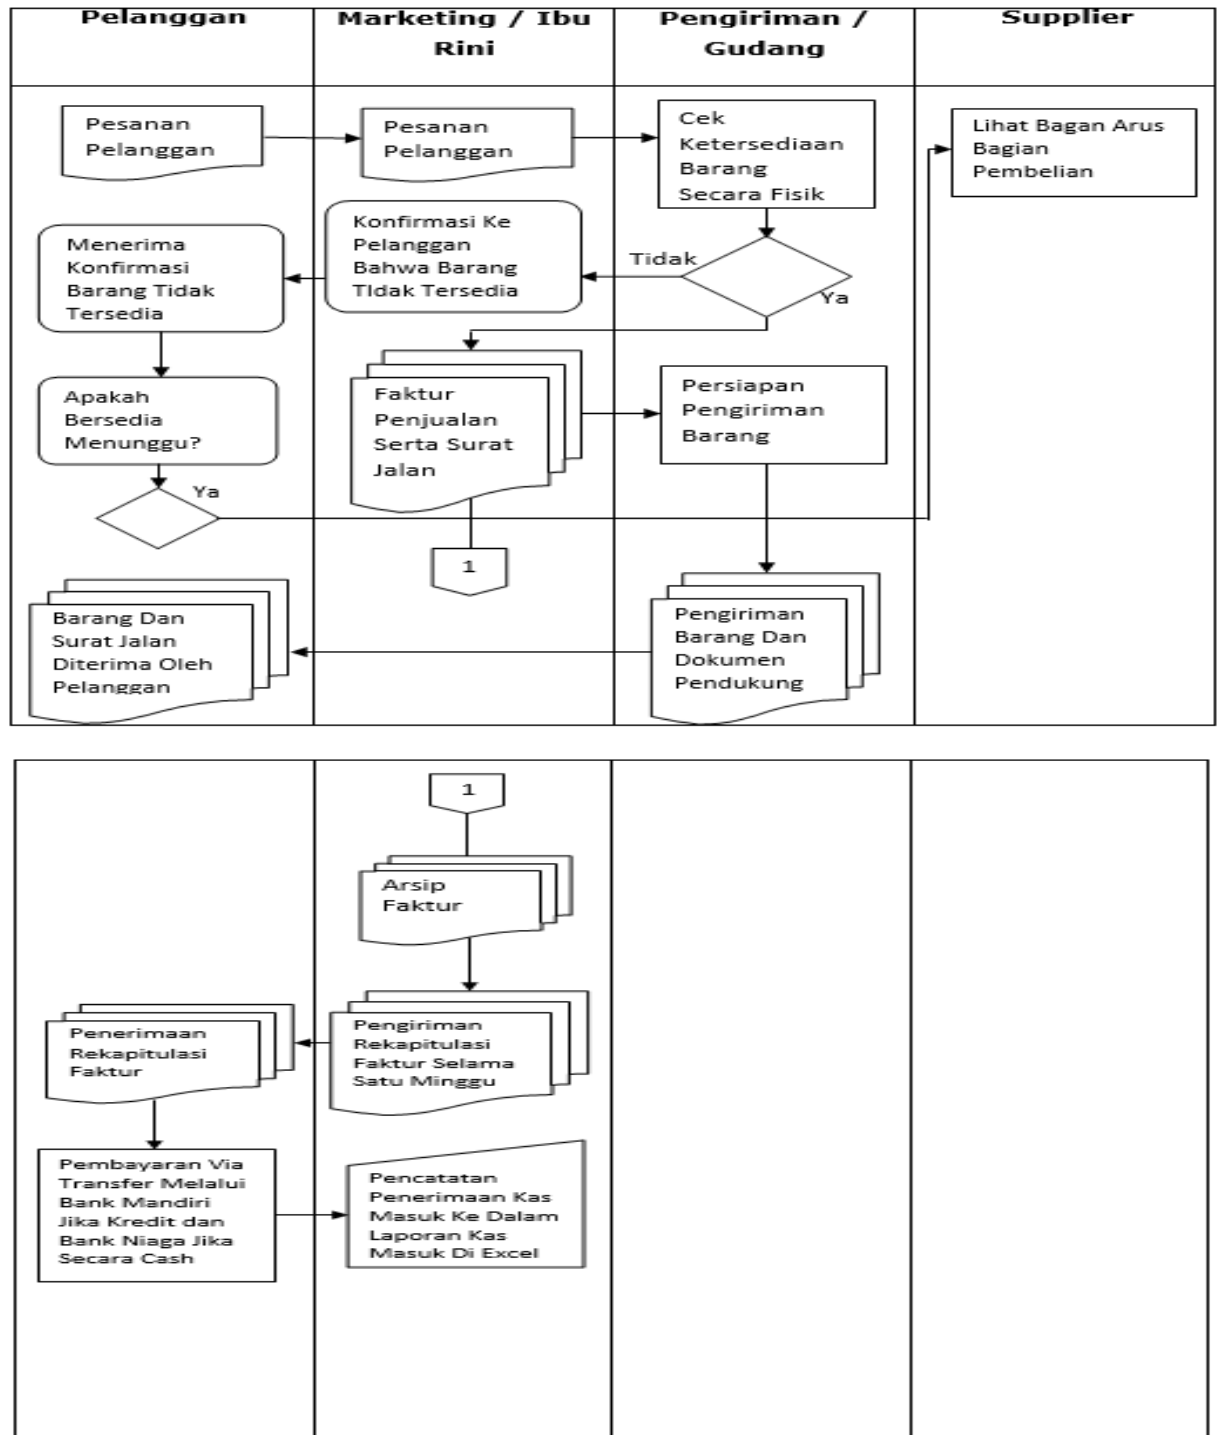 Pelanggan
Marketing / Ibu
Rini
Pengiriman /
Gudang
Supplier
Pesanan
Pelanggan
Pesanan
Pelanggan
Cek
Ketersediaan
Barang
Secara Fisik
Lihat Bagan Arus
Bagian
Pembelian
Menerima
Konfirmasi
Barang Tidak
Tersedia
Konfirmasi Ke
Pelanggan
Bahwa Barang
TIdak Tersedia
Tidak
Ya
Apakah
Bersedia
Menunggu?
Ya
Faktur
Penjualan
Serta Surat
Jalan
Persiapan
Pengiriman
Barang
1
Barang Dan
Surat Jalan
Diterima Oleh
Pelanggan
Pengiriman
Barang Dan
Dokumen
Pendukung
1
Arsip
Faktur
Penerimaan
Rekapitulasi
Faktur
Pengiriman
Rekapitulasi
Faktur Selama
Satu Minggu
Pembayaran Via
Transfer Melalui
Bank Mandiri
Jika Kredit dan
Bank Niaga Jika
Secara Cash
Pencatatan
Penerimaan Kas
Masuk Ke Dalam
Laporan Kas
Masuk Di Excel